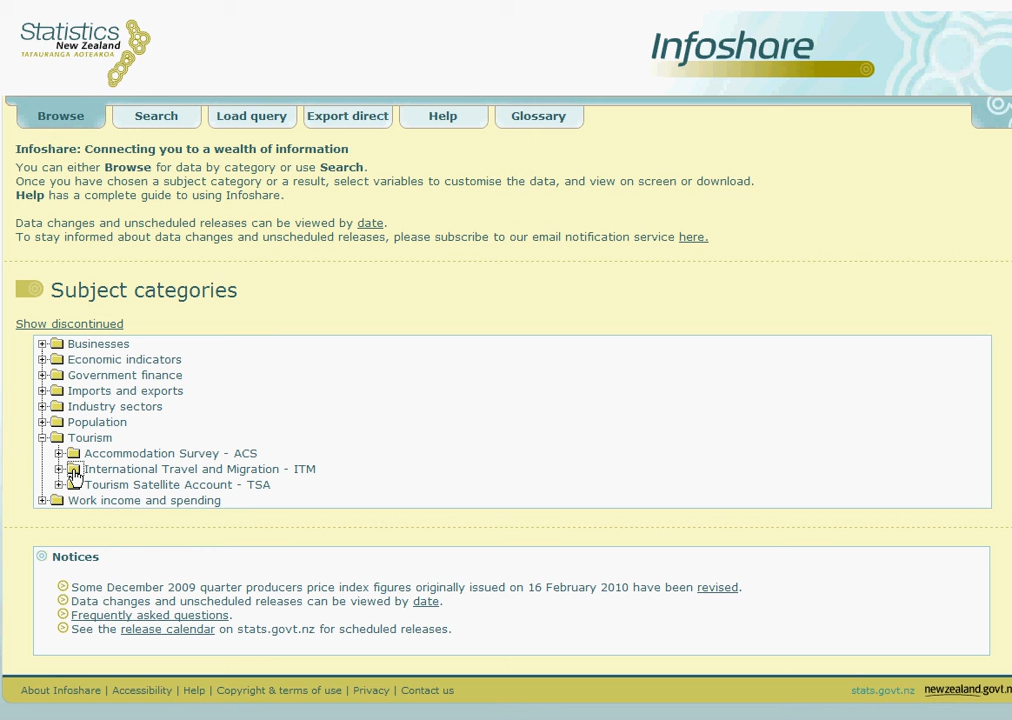 Statistics
New Zealand
TATAURANGA AOTEAROA
Infoshare
Browse
Search
Load query
Export direct
Help
Glossary
Infoshare: Connecting you to a wealth of information
You can either Browse for data by category or use Search.
Once you have chosen a subject category or a result, select variables to customise the data, and view on screen or download.
Help has a complete guide to using Infoshare.
Data changes and unscheduled releases can be viewed by date.
To stay informed about data changes and unscheduled releases, please subscribe to our email notification service here.
Subject categories
Show discontinued
Businesses
Economic indicators
Government finance
Imports and exports
Industry sectors
Population
Tourism
Accommodation Survey - ACS
International Travel and Migration - ITM
Tourism Satellite Account - TSA
Work income and spending
Notices
Some December 2009 quarter producers price index figures originally issued on 16 February 2010 have been revised.
Data changes and unscheduled releases can be viewed by date.
Frequently asked questions.
See the release calendar on stats.govt.nz for scheduled releases.
About Infoshare | Accessibility | Help | Copyright & terms of use | Privacy | Contact us
stats.govt.nz newzealand.govt.n